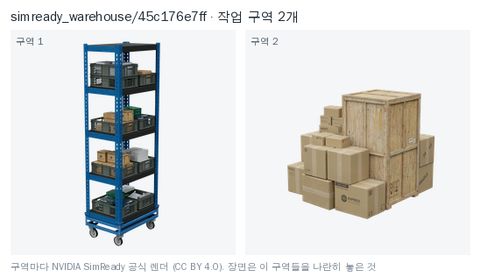 simready_warehouse/45c176e7ff · 작업 구역 2개
구역 1
구역 2
구역마다 NVIDIA SimReady 공식 렌더 (CC BY 4.0). 장면은 이 구역들을 나란히 놓은 것